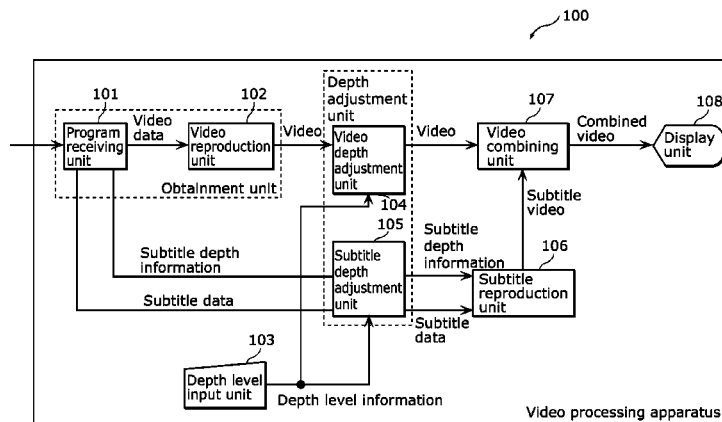 100
101
102
107
108
Program
receiving
unit
Video
data
Video
reproduction
unit
Video
Depth
adjustment
unit
Video
depth
adjustment
unit
104
Video
Video
combining
unit
Combined
video
Display
unit
Obtainment unit
Subtitle
video
105
106
Subtitle depth
information
Subtitle data
Subtitle
depth
adjustment
unit
Subtitle
depth
information
Subtitle
reproduction
unit
Subtitle
data
103
Depth level
input unit
Depth level information
Video processing apparatus